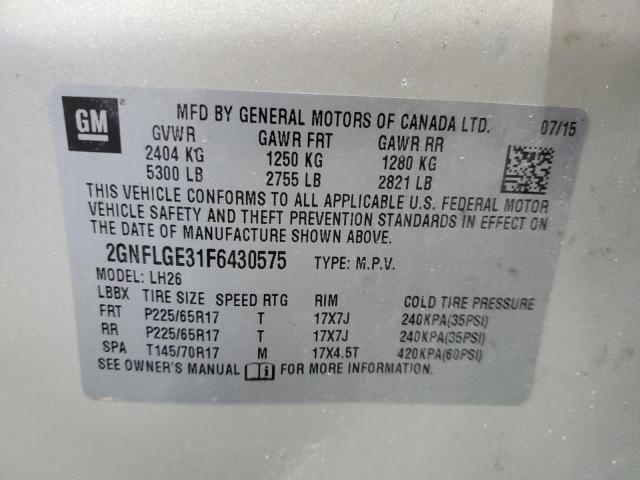 GM
MFD BY GENERAL MOTORS OF CANADA LTD. 07/15
GVWR GAWR FRT GAWR RR
2404 KG 1250 KG 1280 KG
5300 LB 2755 LB 2821 LB
THIS VEHICLE CONFORMS TO ALL APPLICABLE U.S. FEDERAL MOTOR
VEHICLE SAFETY AND THEFT PREVENTION STANDARDS IN EFFECT ON
THE DATE OF MANUFACTURE SHOWN ABOVE.
2GNFLGE31F6430575 TYPE: M.P.V.
MODEL: LH26
LBBX TIRE SIZE SPEED RTG RIM COLD TIRE PRESSURE
FRT P225/65R17 T 17X7J 240KPA(35PSI)
RR P225/65R17 T 17X7J 240KPA(35PSI)
SPA T145/70R17 M 17X4.5T 420KPA(60PSI)
SEE OWNER'S MANUAL FOR MORE INFORMATION.